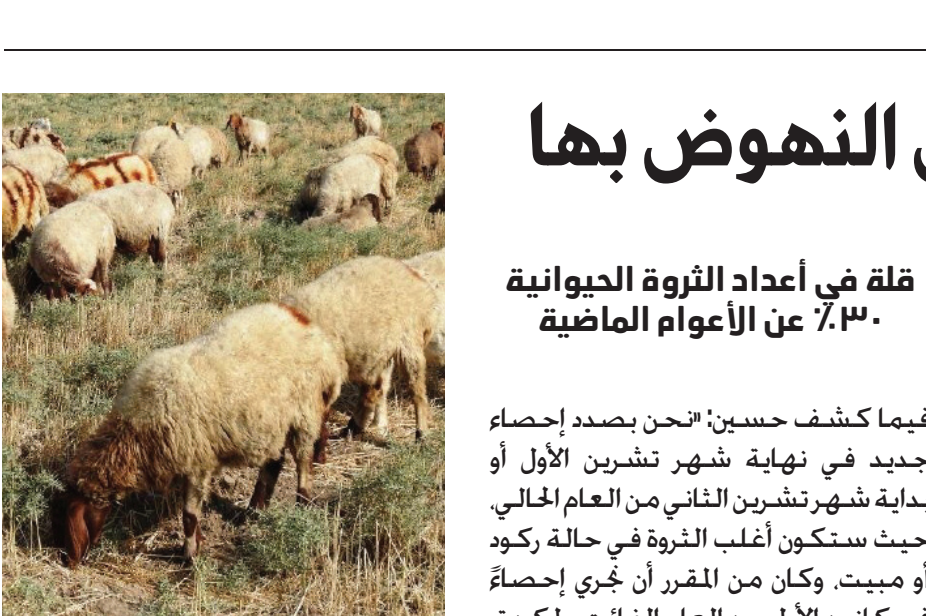 النهوض بها
قلة في أعداد الثروة الحيوانية
٣٠٪ عن الأعوام الماضية
فيما كشف حسين: «نحن بصدد إحصاء
جديد في نهاية شهر تشرين الأول أو
بداية شهر تشرين الثاني من العام الحالي،
حيث ستكون أغلب الثروة في حالة ركود
أو مبيت، وكان من المقرر أن نجري إحصاءً